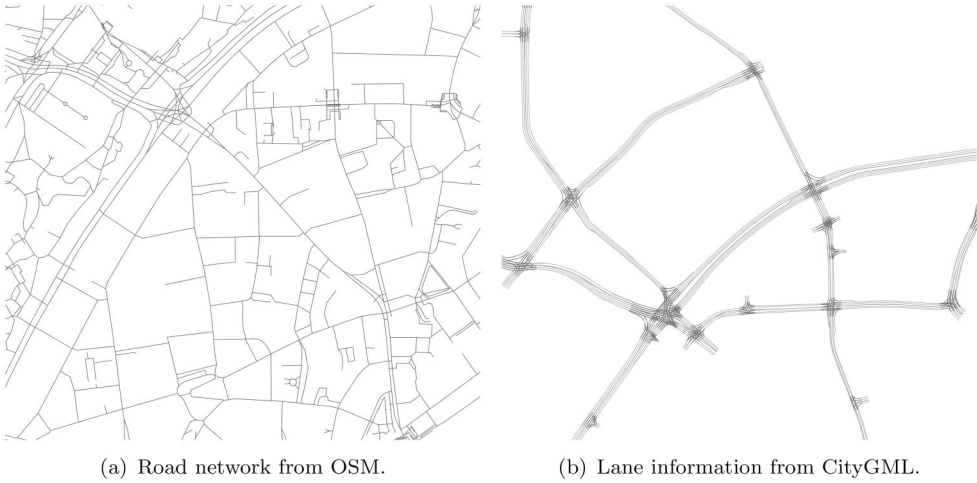 (a) Road network from OSM.
(b) Lane information from CityGML.